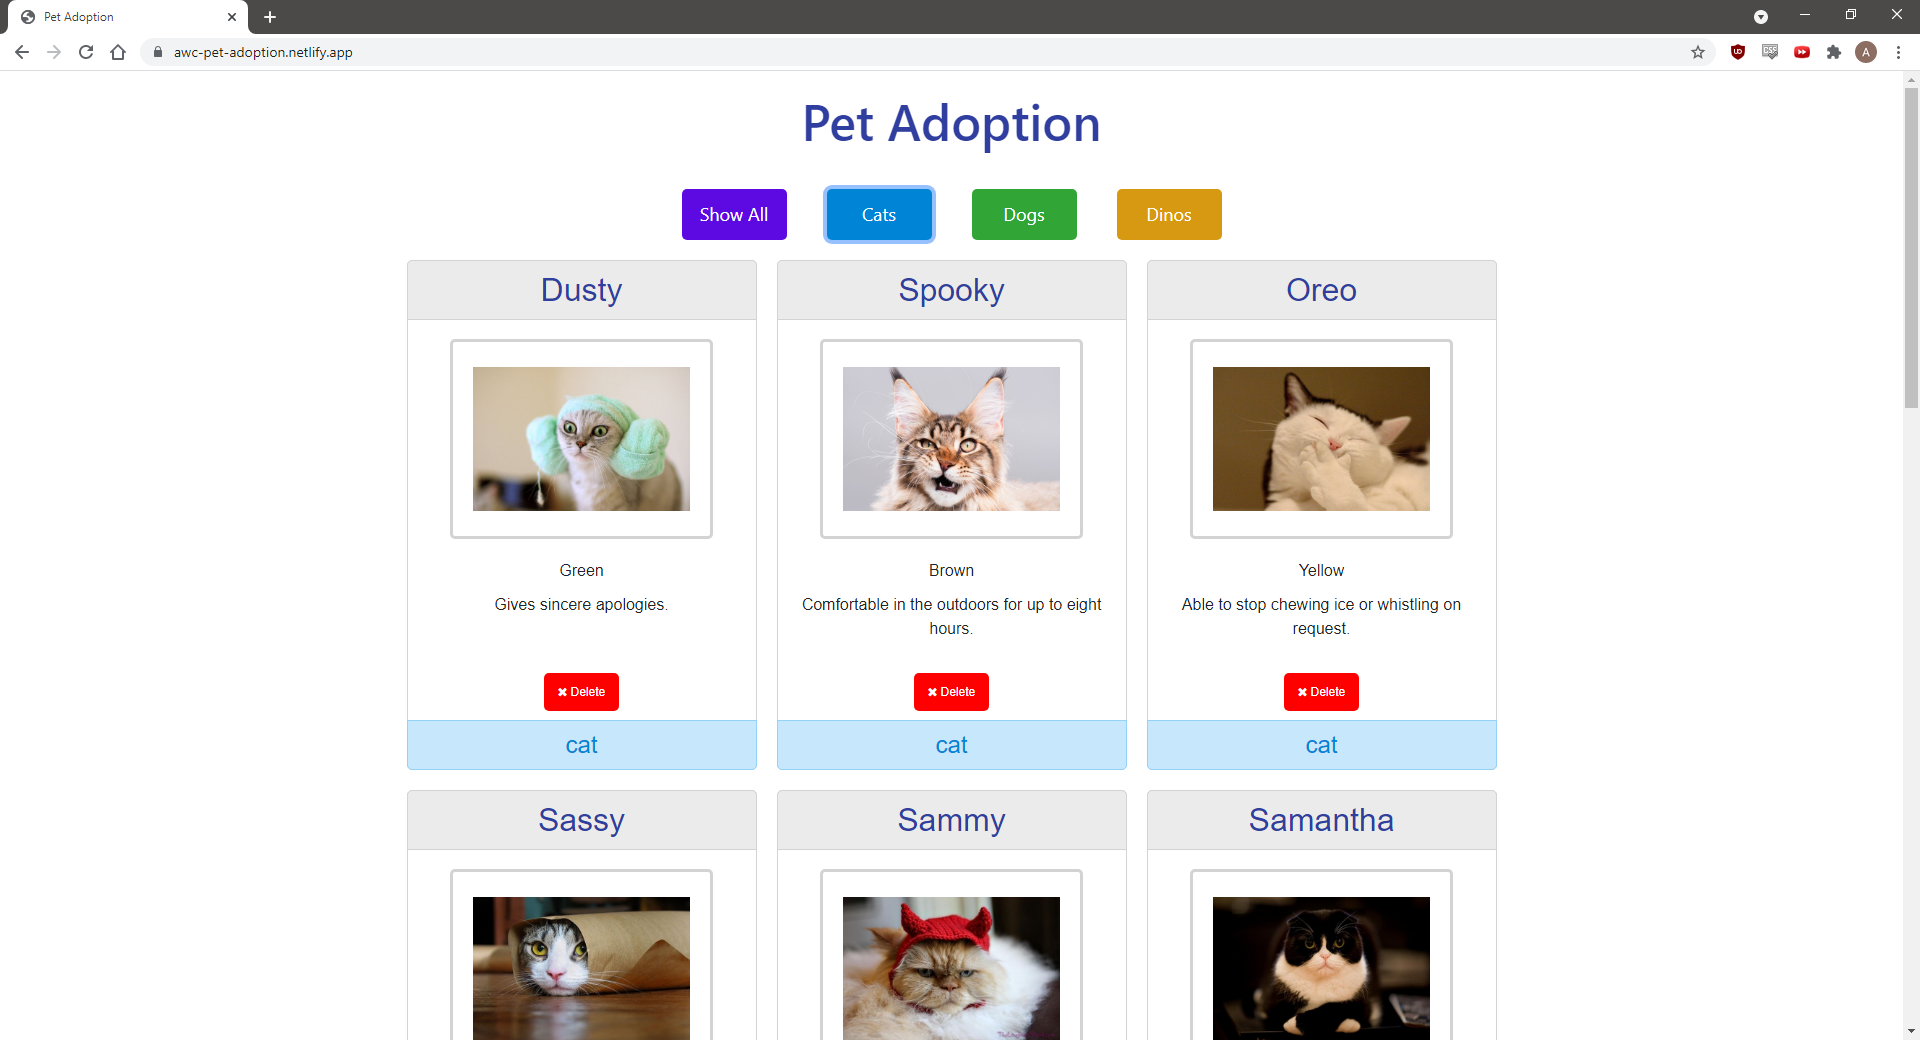 Pet Adoption
awc-pet-adoption.netlify.app
A
Pet Adoption
Show All
Cats
Dogs
Dinos
Dusty
Spooky
Oreo
Green
Brown
Yellow
Gives sincere apologies.
Comfortable in the outdoors for up to eight
hours.
Able to stop chewing ice or whistling on
request.
✖ Delete
✖ Delete
✖ Delete
cat
cat
cat
Sassy
Sammy
Samantha